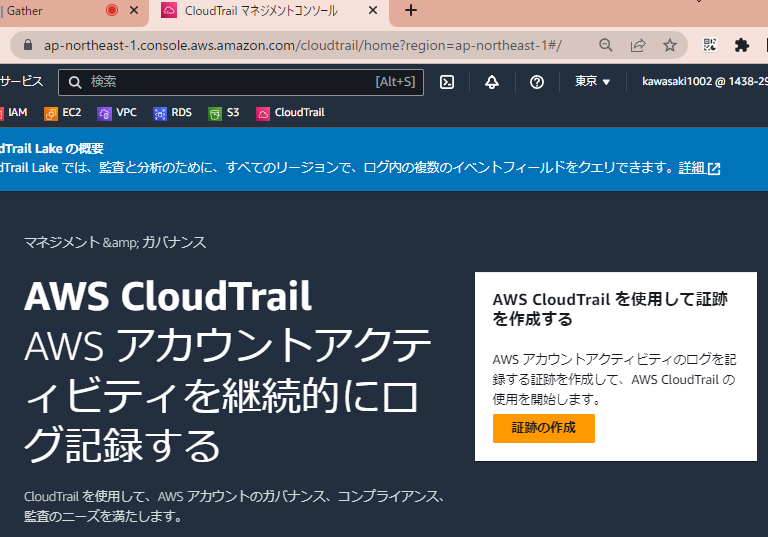 | Gather
CloudTrail マネジメントコンソール
ap-northeast-1.console.aws.amazon.com/cloudtrail/home?region=ap-northeast-1#/
サービス 検索 [Alt+S] 東京 kawasaki1002 @ 1438-29
IAM EC2 VPC RDS S3 CloudTrail
dTrail Lake の概要
dTrail Lake では、監査と分析のために、すべてのリージョンで、ログ内の複数のイベントフィールドをクエリできます。詳細
マネジメント &amp; ガバナンス
AWS CloudTrail
AWS アカウントアクテ
ィビティを継続的にロ
グ記録する
CloudTrail を使用して、AWS アカウントのガバナンス、コンプライアンス、
監査のニーズを満たします。
AWS CloudTrail を使用して証跡
を作成する
AWS アカウントアクティビティのログを記
録する証跡を作成して、AWS CloudTrail の
使用を開始します。
証跡の作成